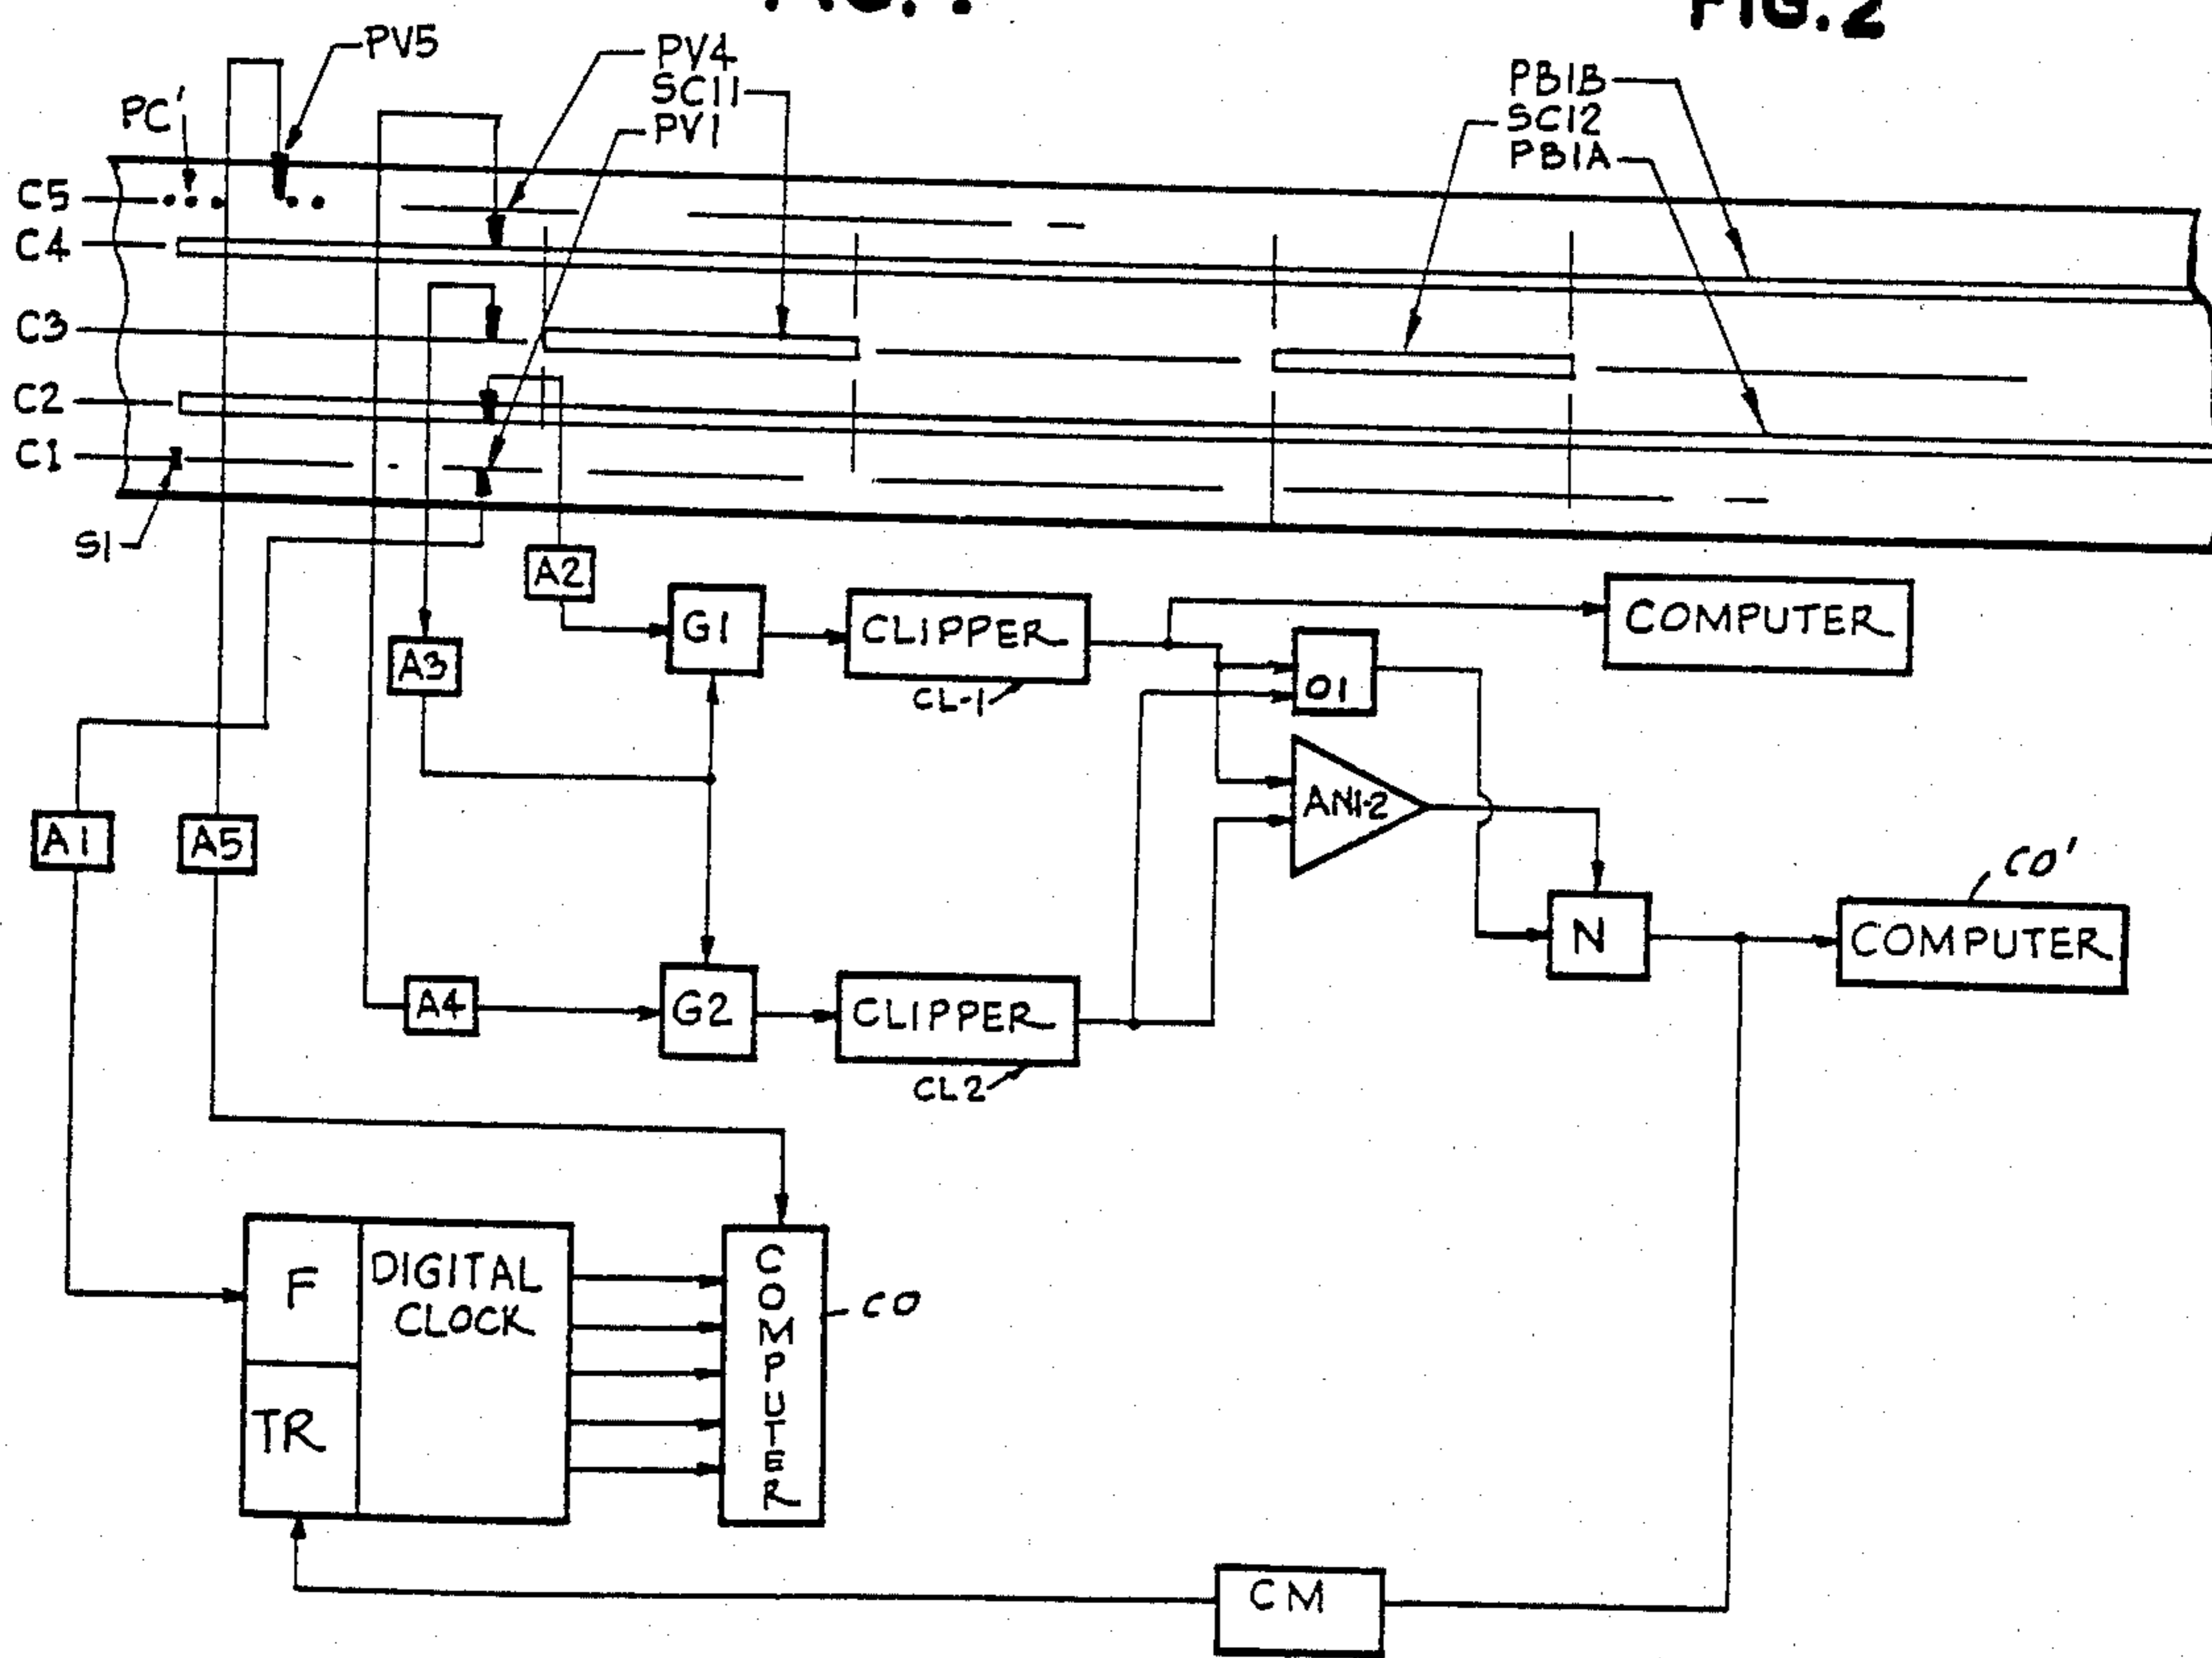 FIG. 2
PV5
PV4
SC11
PV1
PC'
PB1B
SC12
PB1A
C5
C4
C3
C2
C1
S1
A2
G1
CLIPPER
CL-1
COMPUTER
A3
O1
AN1-2
A1
A5
CO'
N
COMPUTER
A4
G2
CLIPPER
CL2
F
DIGITAL
CLOCK
COMPUTER
CO
TR
CM